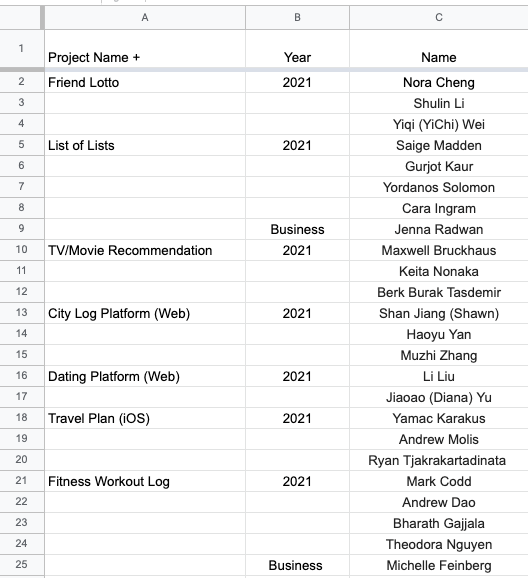 A B C
1 Project Name + Year Name
2 Friend Lotto 2021 Nora Cheng
3 Shulin Li
4 Yiqi (YiChi) Wei
5 List of Lists 2021 Saige Madden
6 Gurjot Kaur
7 Yordanos Solomon
8 Cara Ingram
9 Business Jenna Radwan
10 TV/Movie Recommendation 2021 Maxwell Bruckhaus
11 Keita Nonaka
12 Berk Burak Tasdemir
13 City Log Platform (Web) 2021 Shan Jiang (Shawn)
14 Haoyu Yan
15 Muzhi Zhang
16 Dating Platform (Web) 2021 Li Liu
17 Jiaoao (Diana) Yu
18 Travel Plan (iOS) 2021 Yamac Karakus
19 Andrew Molis
20 Ryan Tjakrakartadinata
21 Fitness Workout Log 2021 Mark Codd
22 Andrew Dao
23 Bharath Gajjala
24 Theodora Nguyen
25 Business Michelle Feinberg